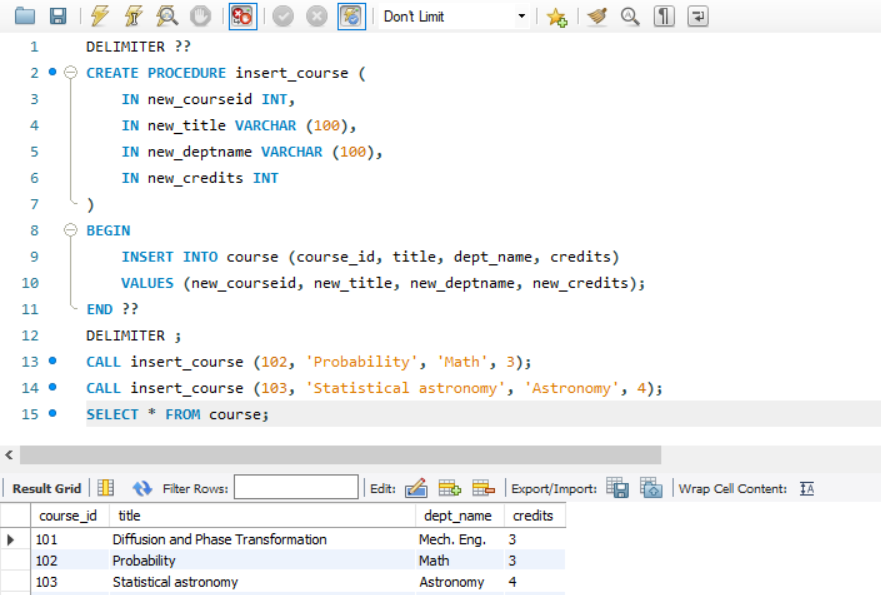 Don't Limit
1 DELIMITER ??
2 CREATE PROCEDURE insert_course (
3 IN new_courseid INT,
4 IN new_title VARCHAR (100),
5 IN new_deptname VARCHAR (100),
6 IN new_credits INT
7 )
8 BEGIN
9 INSERT INTO course (course_id, title, dept_name, credits)
10 VALUES (new_courseid, new_title, new_deptname, new_credits);
11 END ??
12 DELIMITER ;
13 CALL insert_course (102, 'Probability', 'Math', 3);
14 CALL insert_course (103, 'Statistical astronomy', 'Astronomy', 4);
15 SELECT * FROM course;
Result Grid Filter Rows: Edit: Export/Import: Wrap Cell Content: IA
course_id title dept_name credits
101 Diffusion and Phase Transformation Mech. Eng. 3
102 Probability Math 3
103 Statistical astronomy Astronomy 4